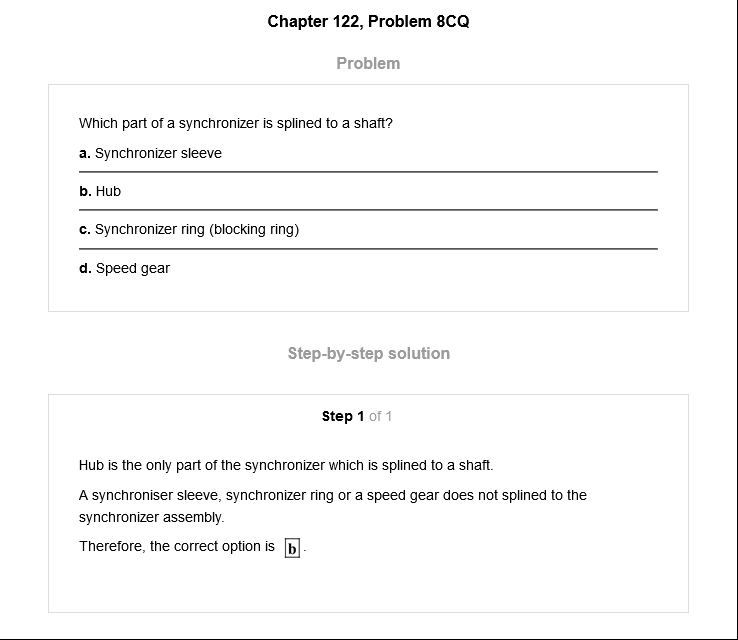 Chapter 122, Problem 8CQ
Problem
Which part of a synchronizer is splined to a shaft?
a. Synchronizer sleeve
b. Hub
c. Synchronizer ring (blocking ring)
d. Speed gear
Step-by-step solution
Step 1 of 1
Hub is the only part of the synchronizer which is splined to a shaft.
A synchroniser sleeve, synchronizer ring or a speed gear does not splined to the
synchronizer assembly.
Therefore, the correct option is b .